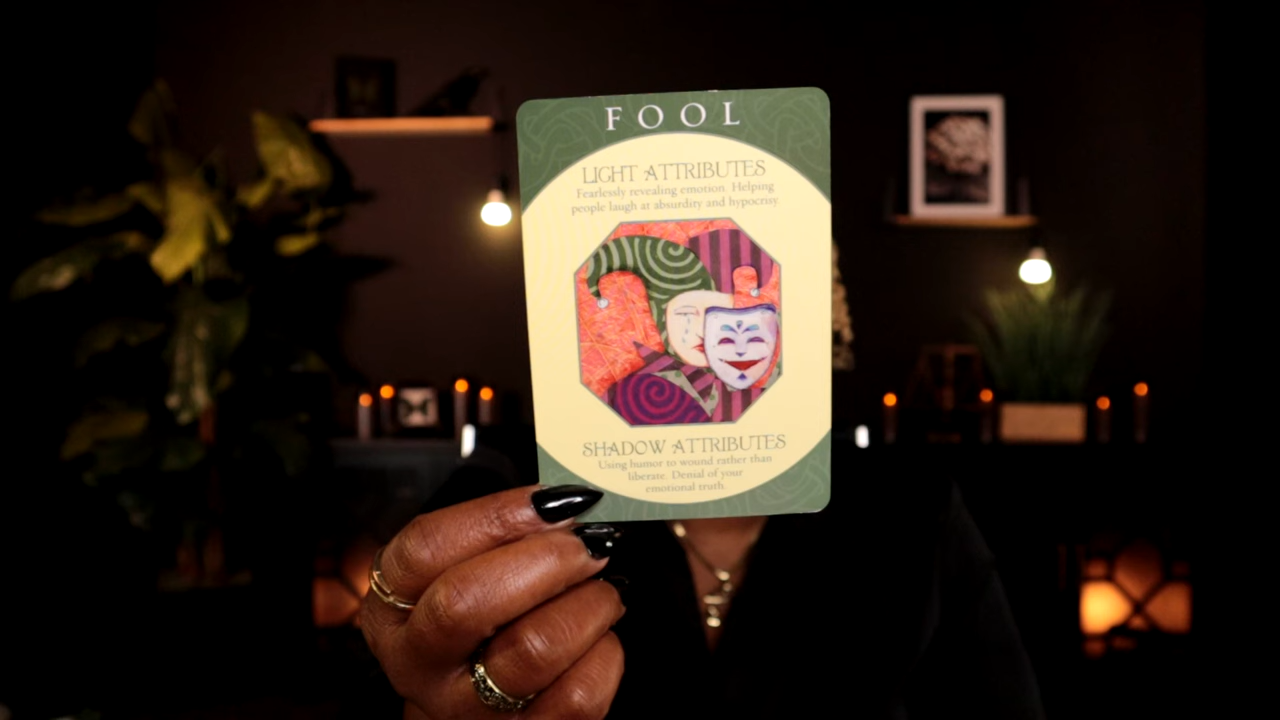 FOOL
LIGHT ATTRIBUTES
Fearlessly revealing emotion. Helping
people laugh at absurdity and hypocrisy.
SHADOW ATTRIBUTES
Using humor to wound rather than
liberate. Denial of your
emotional truth.